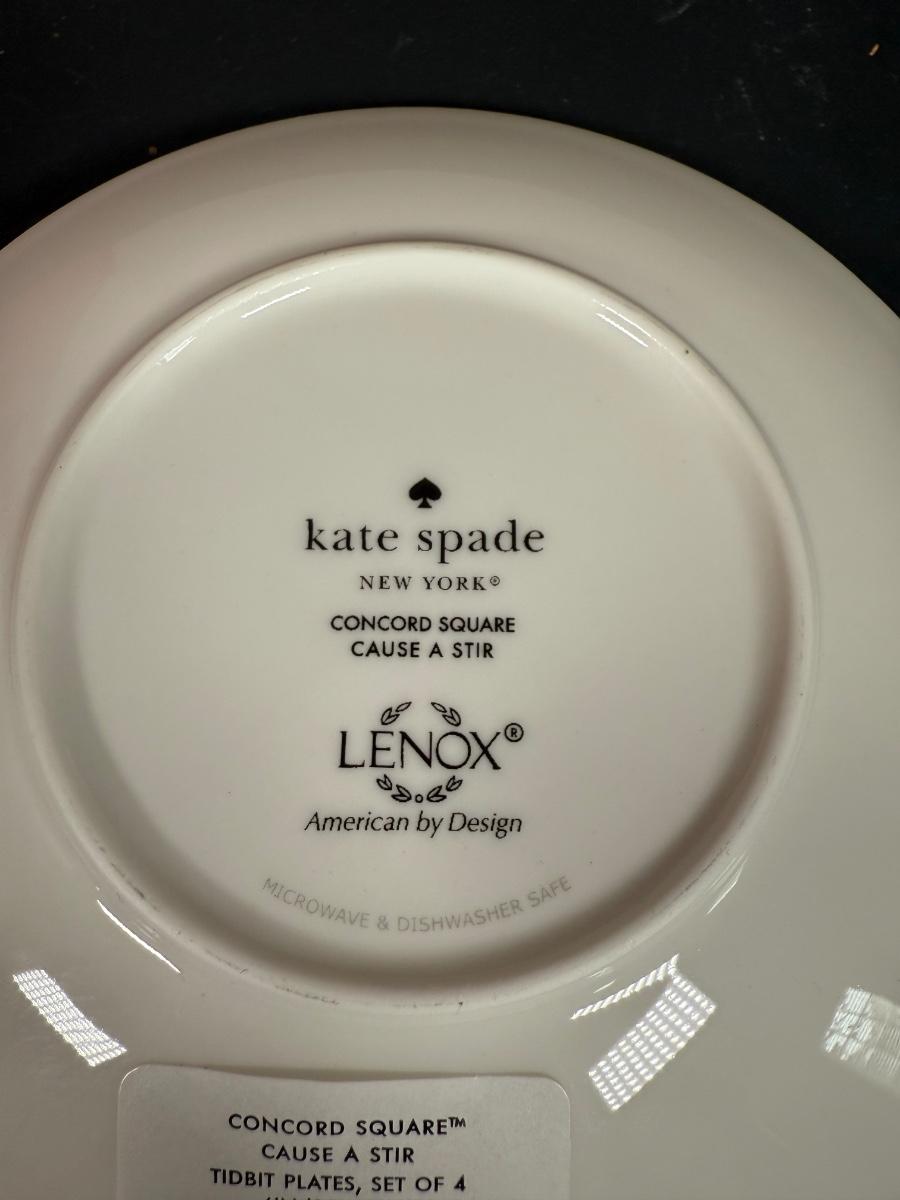 kate spade
NEW YORK®
CONCORD SQUARE
CAUSE A STIR
LENOX®
American by Design
MICROWAVE & DISHWASHER SAFE
CONCORD SQUARE™
CAUSE A STIR
TIDBIT PLATES, SET OF 4